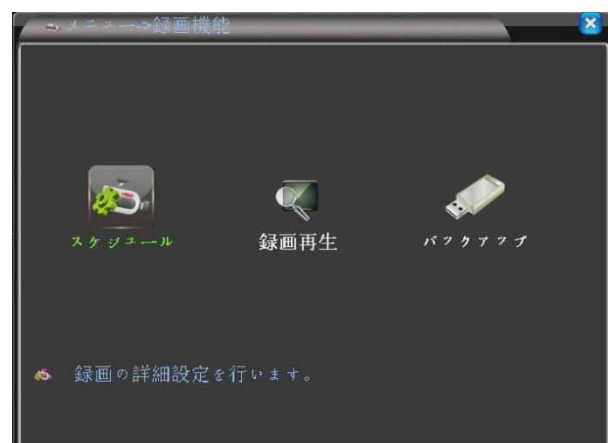 メニュー->録画機能
スケジュール
録画再生
バックアップ
録画の詳細設定を行います。